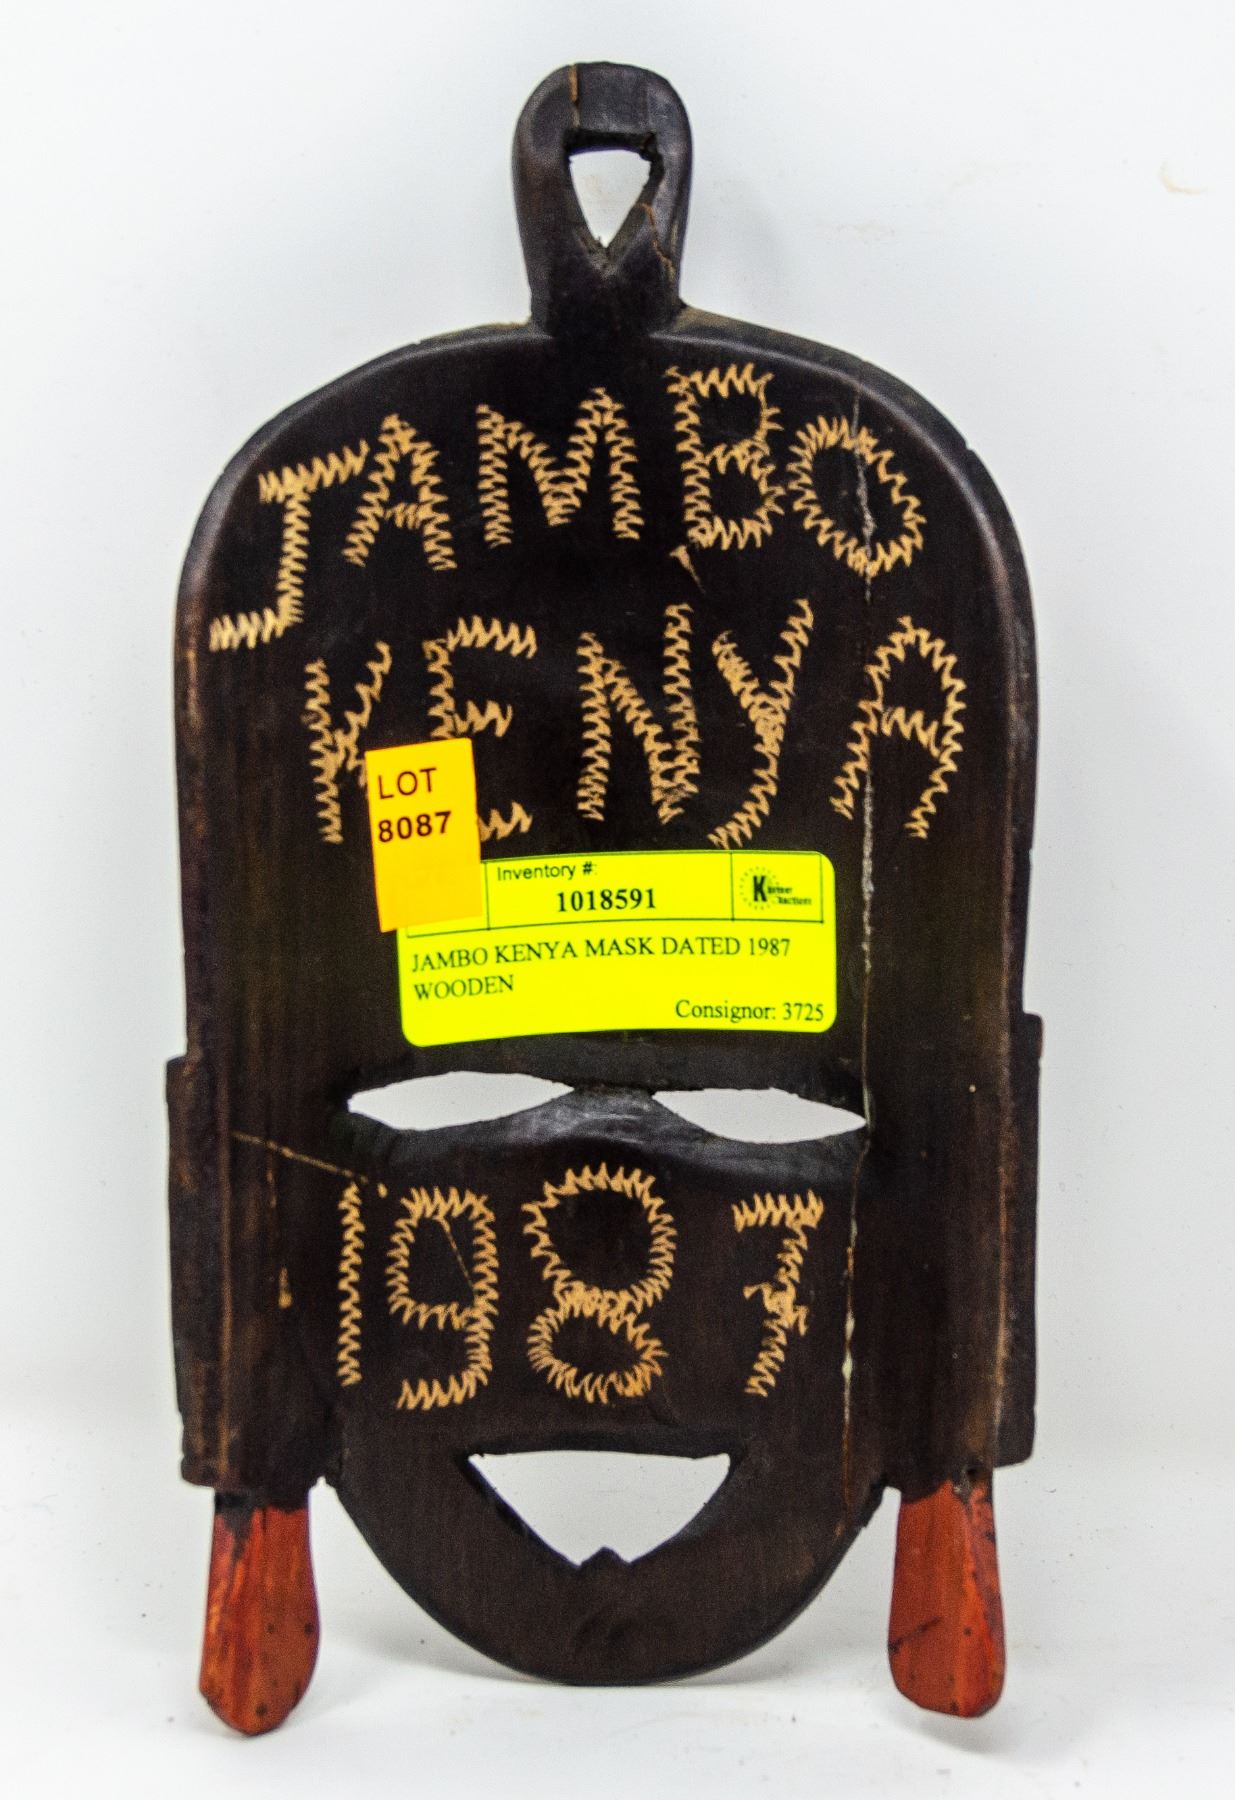 JAMBO
KENYA
LOT
8087
Inventory #:
1018591
JAMBO KENYA MASK DATED 1987
WOODEN
Consignor: 3725
1987